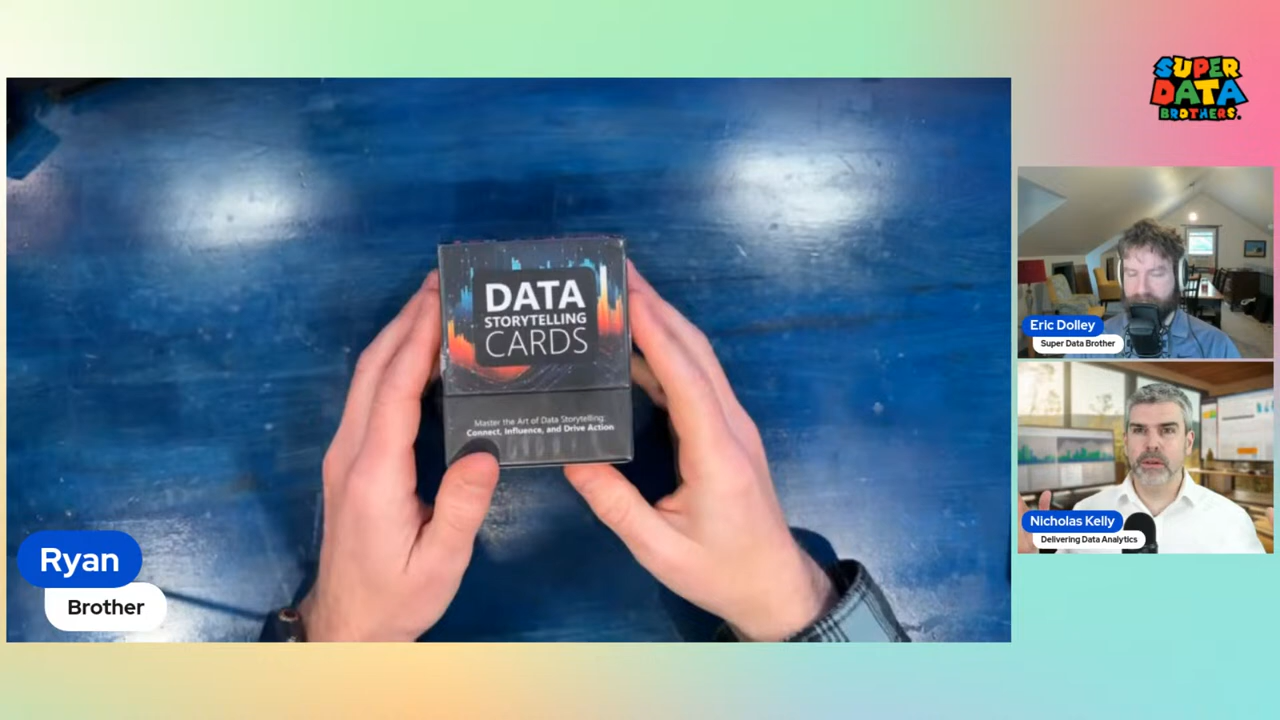 SUPER
DATA
BROTHERS.
DATA
STORYTELLING
CARDS
Master the Art of Data Storytelling:
Connect, Influence, and Drive Action
Ryan
Brother
Eric Dolley
Super Data Brother
Nicholas Kelly
Delivering Data Analytics